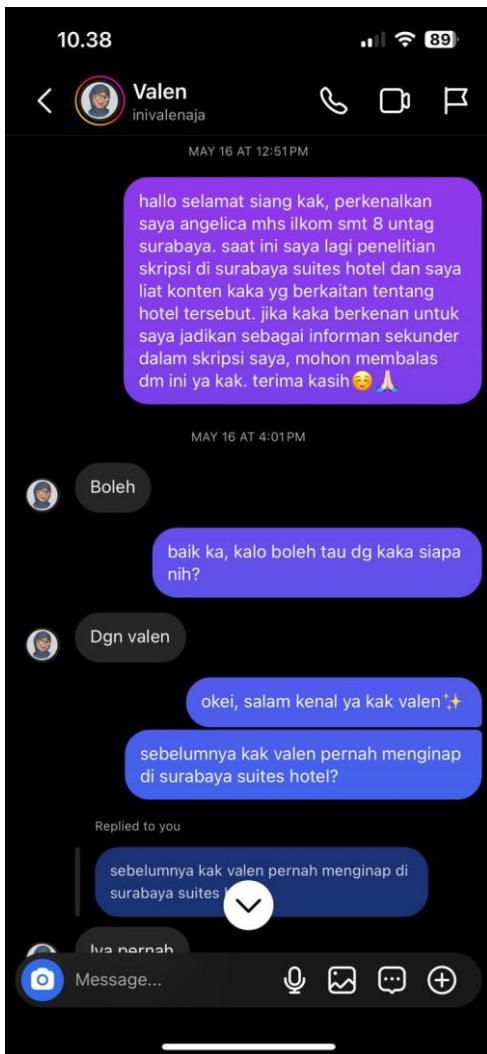 10.38
89
Valen
inivalenaja
MAY 16 AT 12:51 PM
hallo selamat siang kak, perkenalkan
saya angelica mhs ilkom smt 8 untag
surabaya. saat ini saya lagi penelitian
skripsi di surabaya suites hotel dan saya
liat konten kaka yg berkaitan tentang
hotel tersebut. jika kaka berkenan untuk
saya jadikan sebagai informan sekunder
dalam skripsi saya, mohon membalas
dm ini ya kak. terima kasih☺️🙏🏻
MAY 16 AT 4:01 PM
Boleh
baik ka, kalo boleh tau dg kaka siapa
nih?
Dgn valen
okei, salam kenal ya kak valen✨
sebelumnya kak valen pernah menginap
di surabaya suites hotel?
Replied to you
sebelumnya kak valen pernah menginap di
surabaya suites
Iya pernah
Message...